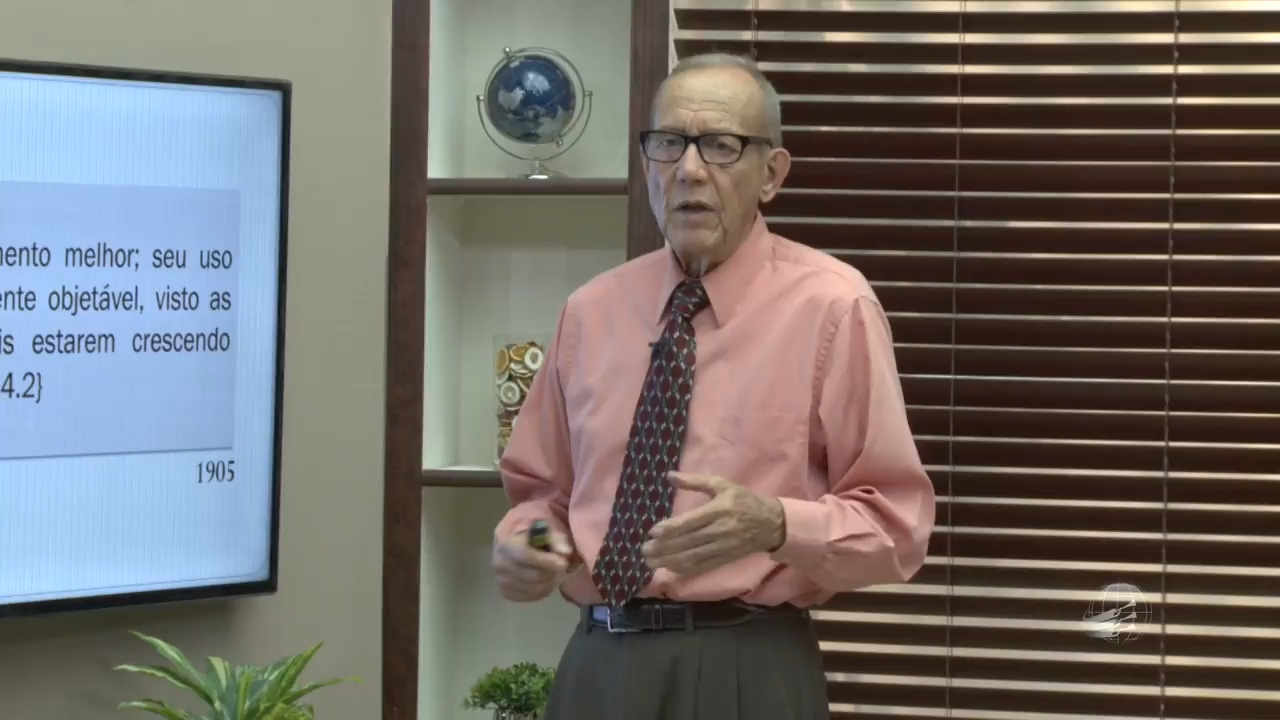 mento melhor; seu uso
ente objetável, visto as
is estarem crescendo
4.2}
1905